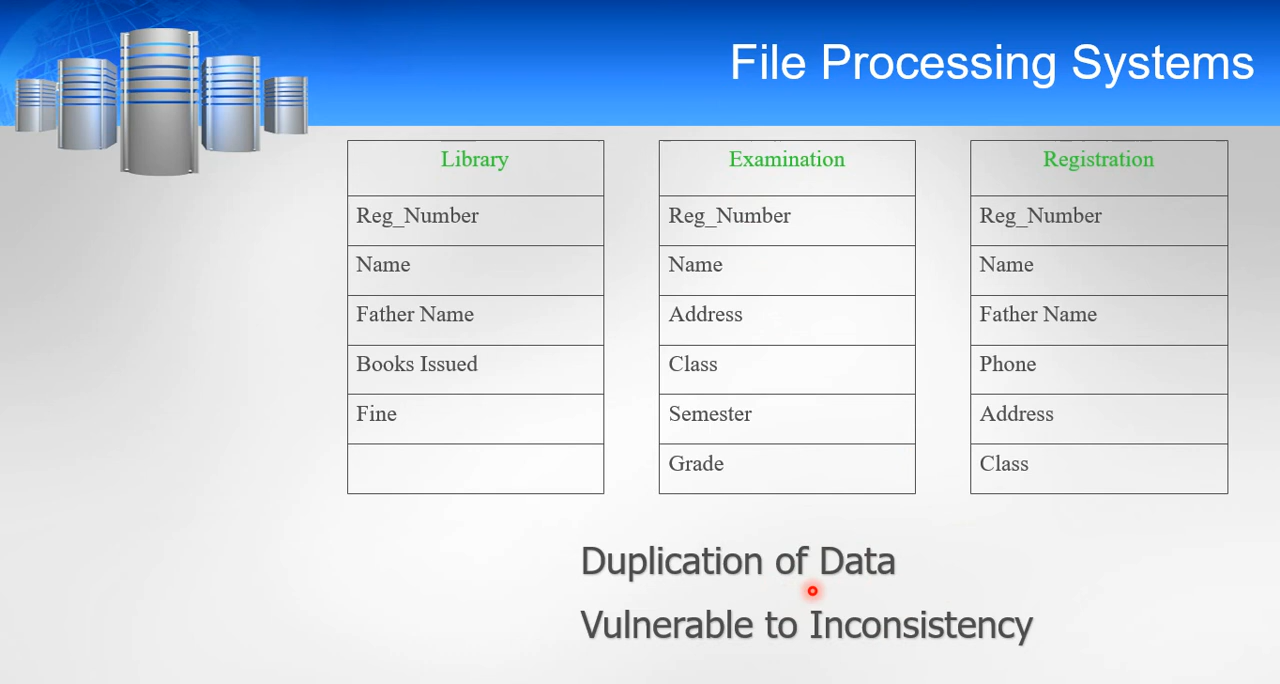 File Processing Systems
Library
Reg_Number
Name
Father Name
Books Issued
Fine
Examination
Reg_Number
Name
Address
Class
Semester
Grade
Registration
Reg_Number
Name
Father Name
Phone
Address
Class
Duplication of Data
Vulnerable to Inconsistency